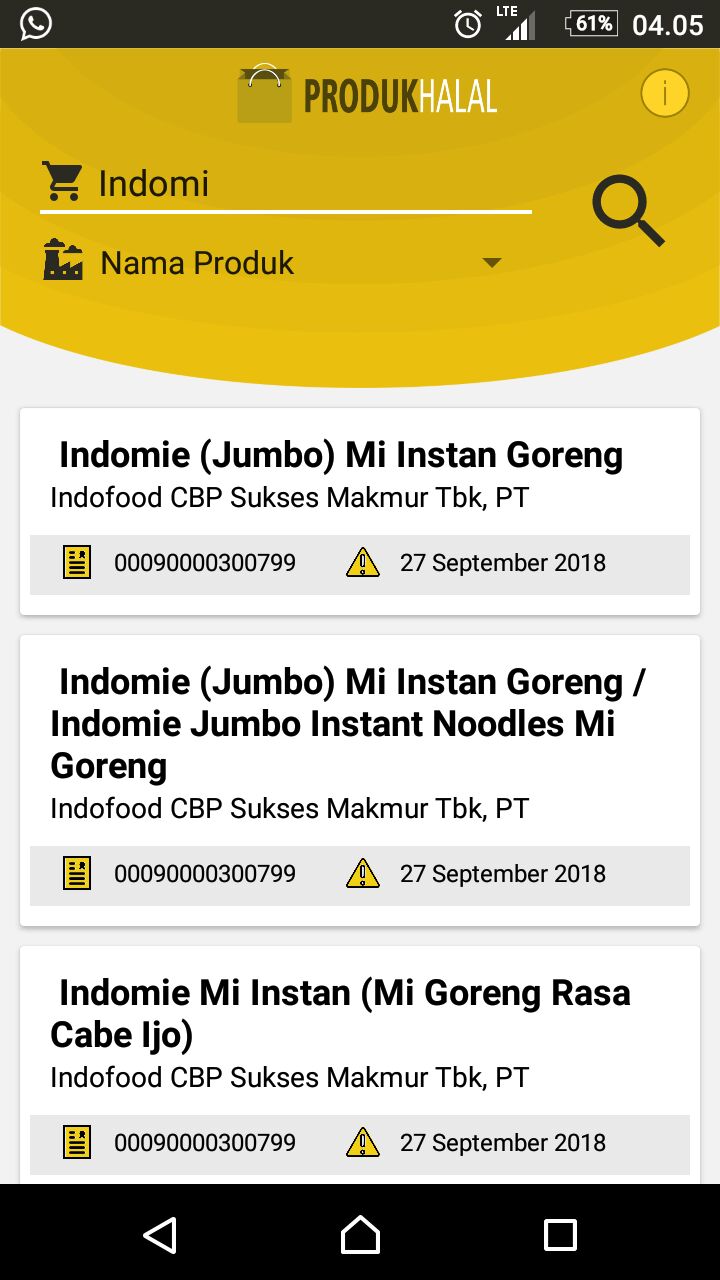 LTE 61% 04.05
PRODUKHALAL
i
Indomi
Nama Produk
Indomie (Jumbo) Mi Instan Goreng
Indofood CBP Sukses Makmur Tbk, PT
00090000300799 27 September 2018
Indomie (Jumbo) Mi Instan Goreng /
Indomie Jumbo Instant Noodles Mi
Goreng
Indofood CBP Sukses Makmur Tbk, PT
00090000300799 27 September 2018
Indomie Mi Instan (Mi Goreng Rasa
Cabe Ijo)
Indofood CBP Sukses Makmur Tbk, PT
00090000300799 27 September 2018